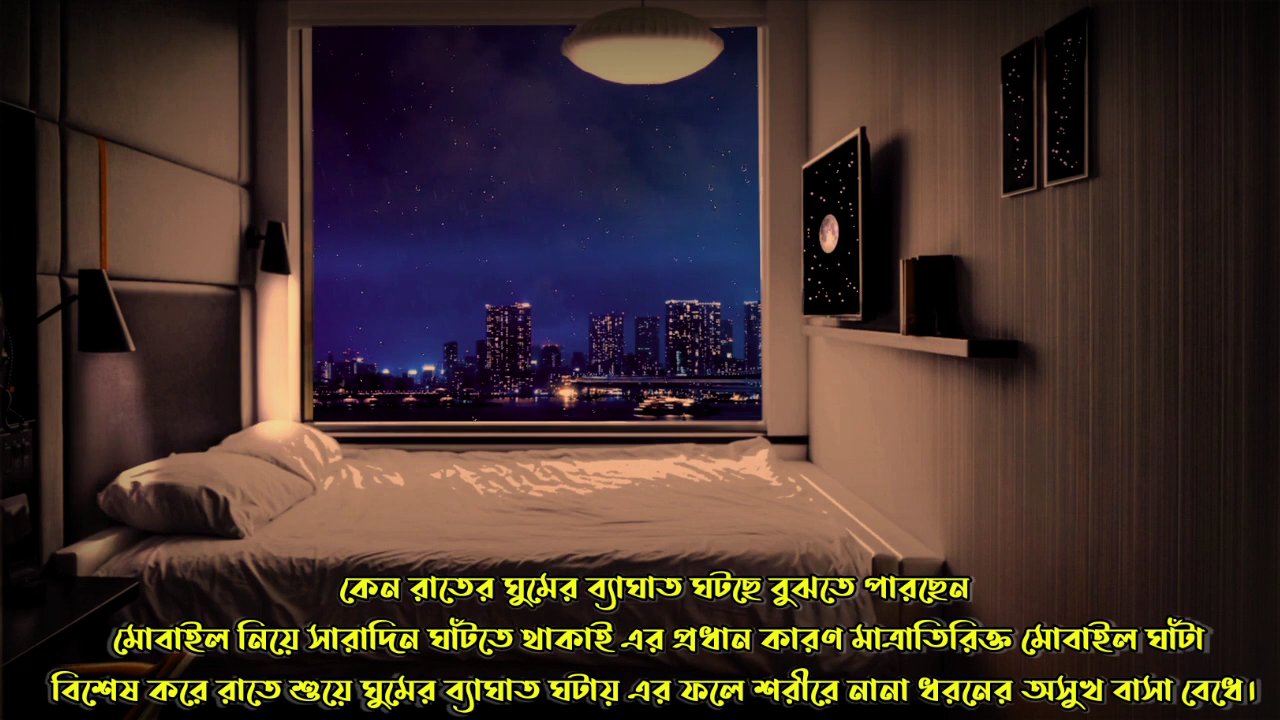 কেন রাতের ঘুমের ব্যাঘাত ঘটছে বুঝতে পারছেন
মোবাইল নিয়ে সারাদিন ঘাঁটতে থাকাই এর প্রধান কারণ মাত্রাতিরিক্ত মোবাইল ঘাঁটা
বিশেষ করে রাতে শুয়ে ঘুমের ব্যাঘাত ঘটায় এর ফলে শরীরে নানা ধরনের অসুখ বাসা বেধে।